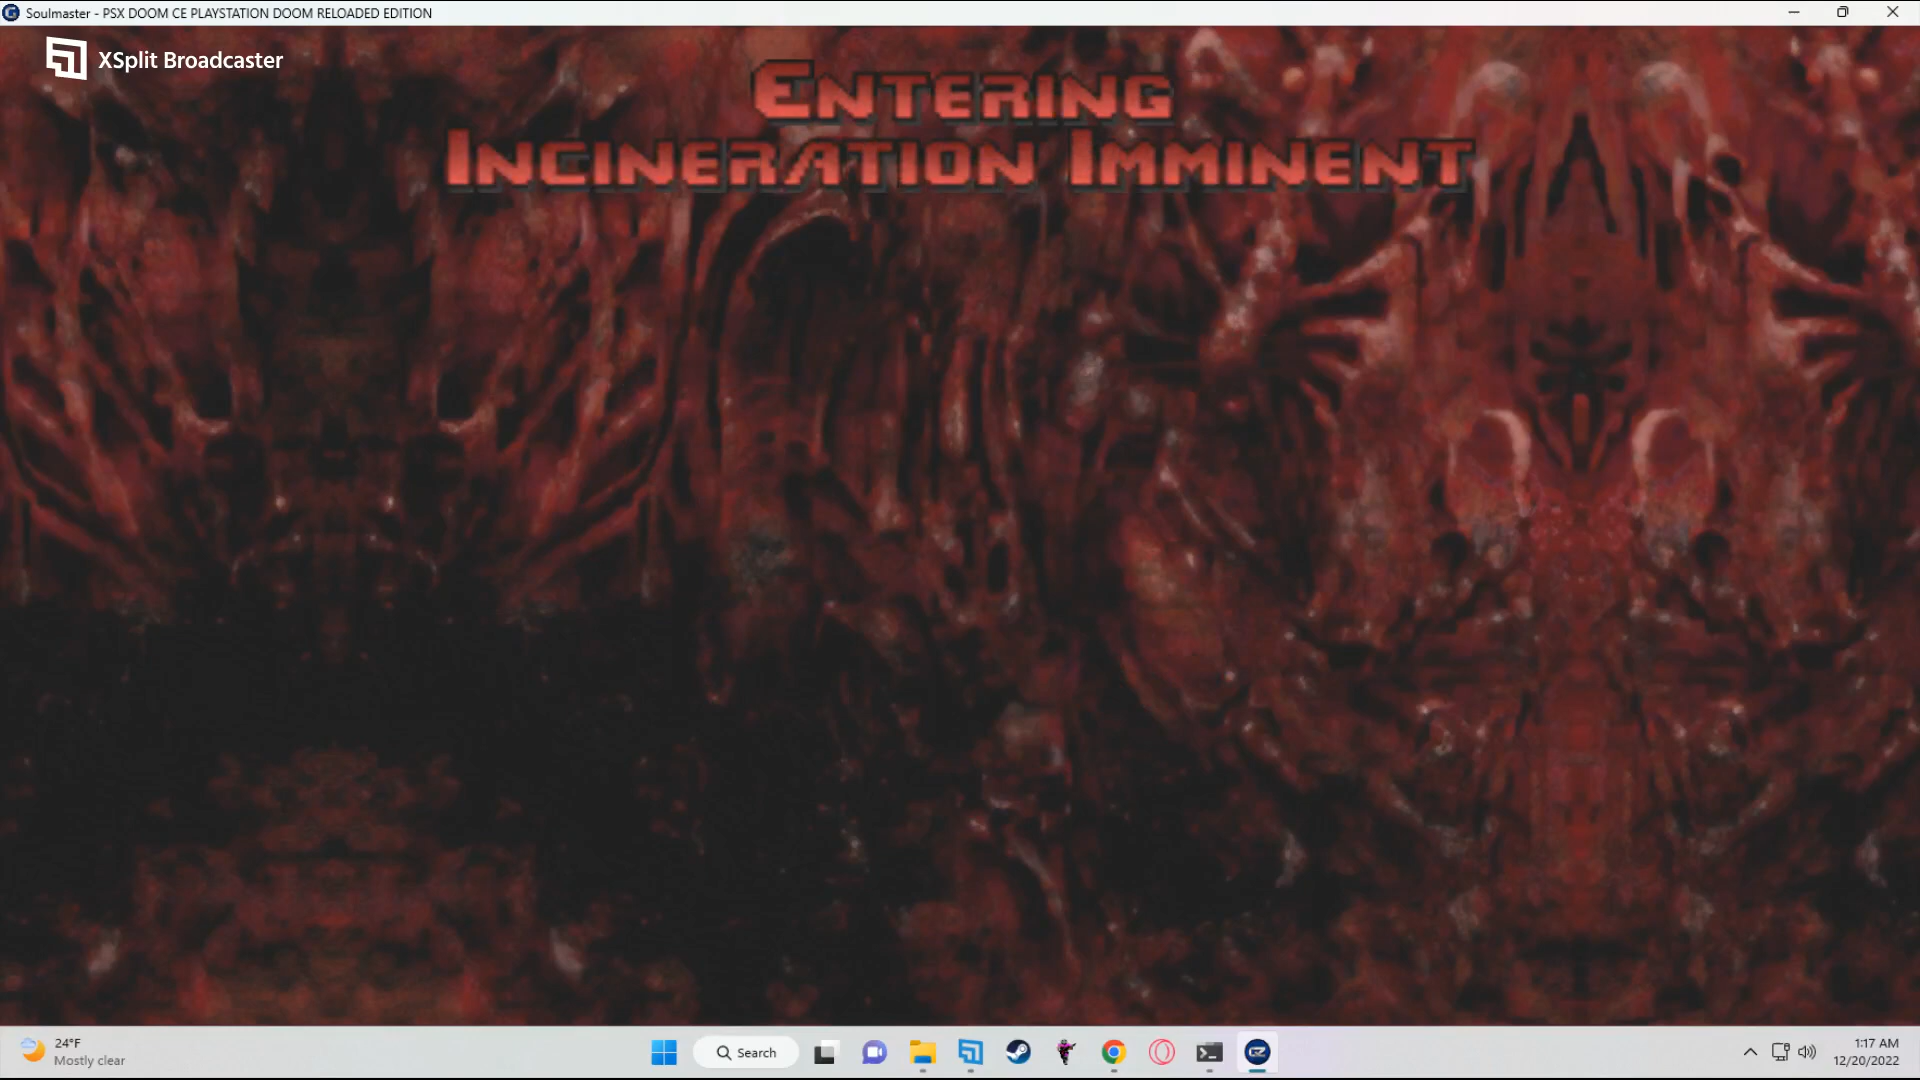 Soulmaster - PSX DOOM CE PLAYSTATION DOOM RELOADED EDITION
XSplit Broadcaster
ENTERING
INCINERATION IMMINENT
24°F
Mostly clear
Search
1:17 AM
12/20/2022